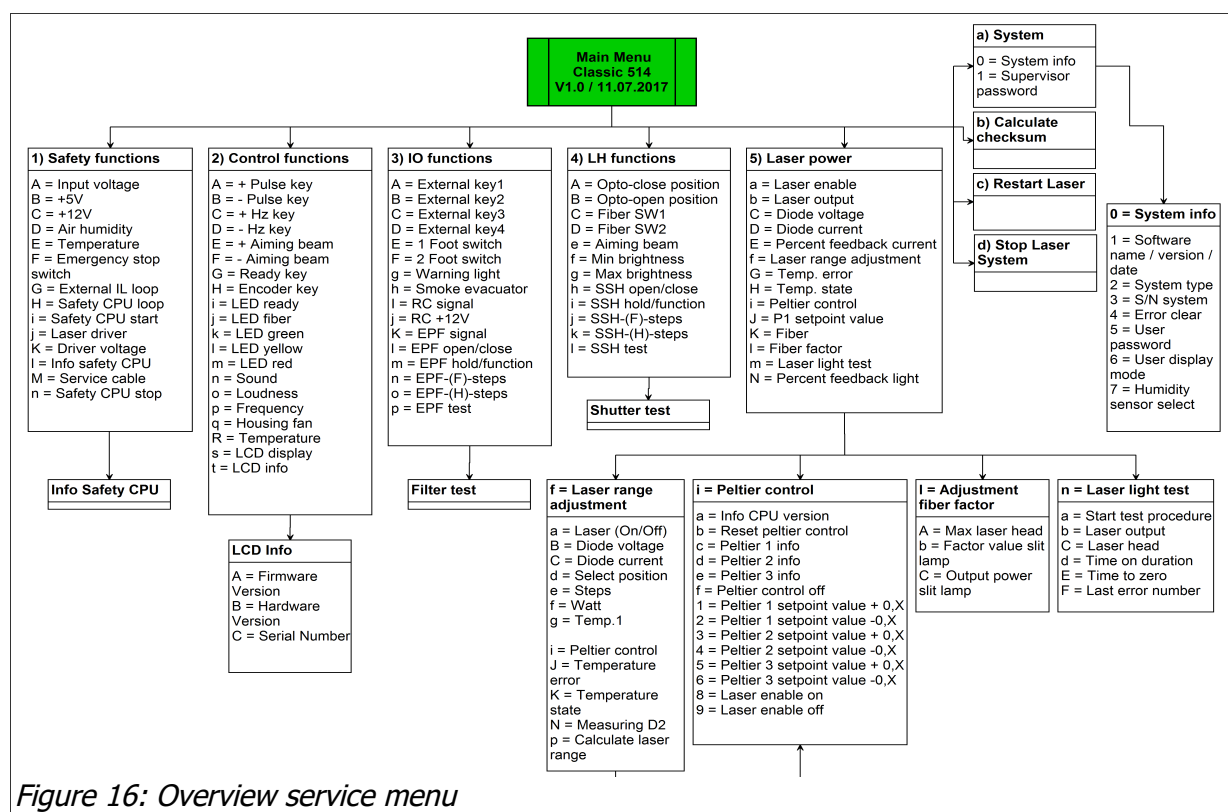 Main Menu
Classic 514
V1.0 / 11.07.2017
a) System
0 = System info
1 = Supervisor
password
b) Calculate
checksum
c) Restart Laser
d) Stop Laser
System
0 = System info
1 = Software
name / version /
date
2 = System type
3 = S/N system
4 = Error clear
5 = User
password
6 = User display
mode
7 = Humidity
sensor select
1) Safety functions
A = Input voltage
B = +5V
C = +12V
D = Air humidity
E = Temperature
F = Emergency stop
switch
G = External IL loop
H = Safety CPU loop
i = Safety CPU start
j = Laser driver
K = Driver voltage
l = Info safety CPU
M = Service cable
n = Safety CPU stop
Info Safety CPU
2) Control functions
A = + Pulse key
B = - Pulse key
C = + Hz key
D = - Hz key
E = + Aiming beam
F = - Aiming beam
G = Ready key
H = Encoder key
i = LED ready
j = LED fiber
k = LED green
l = LED yellow
m = LED red
n = Sound
o = Loudness
p = Frequency
q = Housing fan
R = Temperature
s = LCD display
t = LCD info
LCD Info
A = Firmware
Version
B = Hardware
Version
C = Serial Number
3) IO functions
A = External key1
B = External key2
C = External key3
D = External key4
E = 1 Foot switch
F = 2 Foot switch
g = Warning light
h = Smoke evacuator
I = RC signal
j = RC +12V
K = EPF signal
l = EPF open/close
m = EPF hold/function
n = EPF-(F)-steps
o = EPF-(H)-steps
p = EPF test
Filter test
4) LH functions
A = Opto-close position
B = Opto-open position
C = Fiber SW1
D = Fiber SW2
e = Aiming beam
f = Min brightness
g = Max brightness
h = SSH open/close
i = SSH hold/function
j = SSH-(F)-steps
k = SSH-(H)-steps
l = SSH test
Shutter test
5) Laser power
a = Laser enable
b = Laser output
C = Diode voltage
D = Diode current
E = Percent feedback current
f = Laser range adjustment
G = Temp. error
H = Temp. state
i = Peltier control
J = P1 setpoint value
K = Fiber
l = Fiber factor
m = Laser light test
N = Percent feedback light
f = Laser range
adjustment
a = Laser (On/Off)
B = Diode voltage
C = Diode current
d = Select position
e = Steps
f = Watt
g = Temp.1
i = Peltier control
J = Temperature
error
K = Temperature
state
N = Measuring D2
p = Calculate laser
range
i = Peltier control
a = Info CPU version
b = Reset peltier control
c = Peltier 1 info
d = Peltier 2 info
e = Peltier 3 info
f = Peltier control off
1 = Peltier 1 setpoint value + 0,X
2 = Peltier 1 setpoint value -0,X
3 = Peltier 2 setpoint value + 0,X
4 = Peltier 2 setpoint value -0,X
5 = Peltier 3 setpoint value + 0,X
6 = Peltier 3 setpoint value -0,X
8 = Laser enable on
9 = Laser enable off
l = Adjustment
fiber factor
A = Max laser head
b = Factor value slit
lamp
C = Output power
slit lamp
n = Laser light test
a = Start test procedure
b = Laser output
C = Laser head
d = Time on duration
E = Time to zero
F = Last error number
Figure 16: Overview service menu